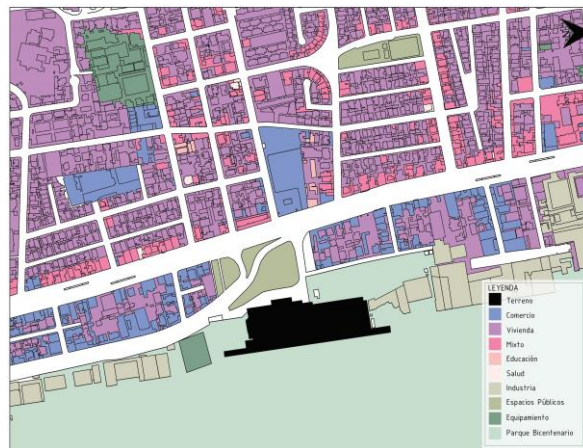 LEYENDA
Terreno
Comercio
Vivienda
Mixto
Educación
Salud
Industria
Espacios Públicos
Equipamiento
Parque Bicentenario